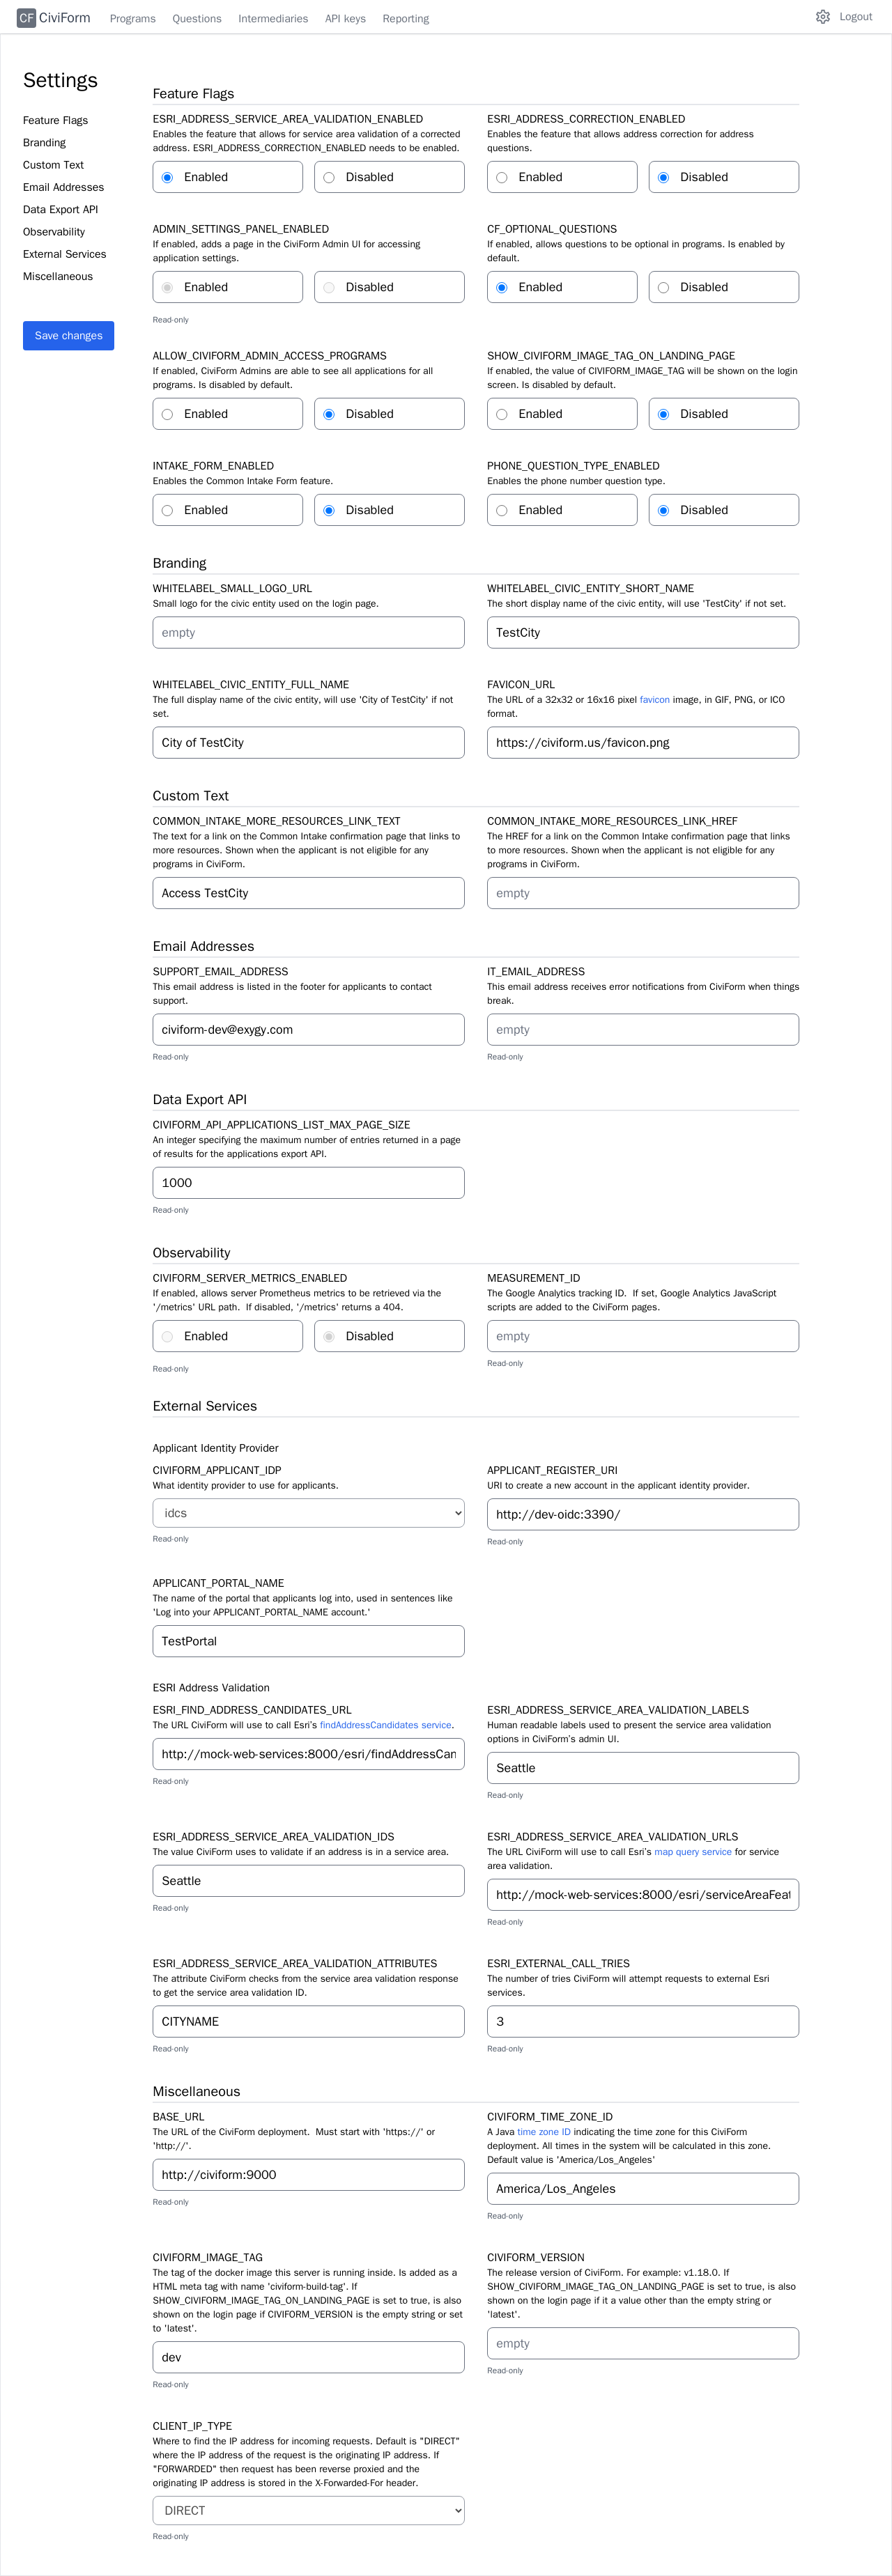 CF CiviForm Programs Questions Intermediaries API keys Reporting Logout
Settings
Feature Flags
Branding
Custom Text
Email Addresses
Data Export API
Observability
External Services
Miscellaneous
Save changes
Feature Flags
ESRI_ADDRESS_SERVICE_AREA_VALIDATION_ENABLED
Enables the feature that allows for service area validation of a corrected
address. ESRI_ADDRESS_CORRECTION_ENABLED needs to be enabled.
Enabled Disabled
ESRI_ADDRESS_CORRECTION_ENABLED
Enables the feature that allows address correction for address
questions.
Enabled Disabled
ADMIN_SETTINGS_PANEL_ENABLED
If enabled, adds a page in the CiviForm Admin UI for accessing
application settings.
Enabled Disabled
Read-only
CF_OPTIONAL_QUESTIONS
If enabled, allows questions to be optional in programs. Is enabled by
default.
Enabled Disabled
ALLOW_CIVIFORM_ADMIN_ACCESS_PROGRAMS
If enabled, CiviForm Admins are able to see all applications for all
programs. Is disabled by default.
Enabled Disabled
SHOW_CIVIFORM_IMAGE_TAG_ON_LANDING_PAGE
If enabled, the value of CIVIFORM_IMAGE_TAG will be shown on the login
screen. Is disabled by default.
Enabled Disabled
INTAKE_FORM_ENABLED
Enables the Common Intake Form feature.
Enabled Disabled
PHONE_QUESTION_TYPE_ENABLED
Enables the phone number question type.
Enabled Disabled
Branding
WHITELABEL_SMALL_LOGO_URL
Small logo for the civic entity used on the login page.
empty
WHITELABEL_CIVIC_ENTITY_SHORT_NAME
The short display name of the civic entity, will use 'TestCity' if not set.
TestCity
WHITELABEL_CIVIC_ENTITY_FULL_NAME
The full display name of the civic entity, will use 'City of TestCity' if not
set.
City of TestCity
FAVICON_URL
The URL of a 32x32 or 16x16 pixel favicon image, in GIF, PNG, or ICO
format.
https://civiform.us/favicon.png
Custom Text
COMMON_INTAKE_MORE_RESOURCES_LINK_TEXT
The text for a link on the Common Intake confirmation page that links to
more resources. Shown when the applicant is not eligible for any
programs in CiviForm.
Access TestCity
COMMON_INTAKE_MORE_RESOURCES_LINK_HREF
The HREF for a link on the Common Intake confirmation page that links
to more resources. Shown when the applicant is not eligible for any
programs in CiviForm.
empty
Email Addresses
SUPPORT_EMAIL_ADDRESS
This email address is listed in the footer for applicants to contact
support.
civiform-dev@exygy.com
Read-only
IT_EMAIL_ADDRESS
This email address receives error notifications from CiviForm when things
break.
empty
Read-only
Data Export API
CIVIFORM_API_APPLICATIONS_LIST_MAX_PAGE_SIZE
An integer specifying the maximum number of entries returned in a page
of results for the applications export API.
1000
Read-only
Observability
CIVIFORM_SERVER_METRICS_ENABLED
If enabled, allows server Prometheus metrics to be retrieved via the
'/metrics' URL path. If disabled, '/metrics' returns a 404.
Enabled Disabled
Read-only
MEASUREMENT_ID
The Google Analytics tracking ID. If set, Google Analytics JavaScript
scripts are added to the CiviForm pages.
empty
Read-only
External Services
Applicant Identity Provider
CIVIFORM_APPLICANT_IDP
What identity provider to use for applicants.
idcs
Read-only
APPLICANT_REGISTER_URI
URI to create a new account in the applicant identity provider.
http://dev-oidc:3390/
Read-only
APPLICANT_PORTAL_NAME
The name of the portal that applicants log into, used in sentences like
'Log into your APPLICANT_PORTAL_NAME account.'
TestPortal
ESRI Address Validation
ESRI_FIND_ADDRESS_CANDIDATES_URL
The URL CiviForm will use to call Esri's findAddressCandidates service.
http://mock-web-services:8000/esri/findAddressCan
Read-only
ESRI_ADDRESS_SERVICE_AREA_VALIDATION_LABELS
Human readable labels used to present the service area validation
options in CiviForm's admin UI.
Seattle
Read-only
ESRI_ADDRESS_SERVICE_AREA_VALIDATION_IDS
The value CiviForm uses to validate if an address is in a service area.
Seattle
Read-only
ESRI_ADDRESS_SERVICE_AREA_VALIDATION_URLS
The URL CiviForm will use to call Esri's map query service for service
area validation.
http://mock-web-services:8000/esri/serviceAreaFeat
Read-only
ESRI_ADDRESS_SERVICE_AREA_VALIDATION_ATTRIBUTES
The attribute CiviForm checks from the service area validation response
to get the service area validation ID.
CITYNAME
Read-only
ESRI_EXTERNAL_CALL_TRIES
The number of tries CiviForm will attempt requests to external Esri
services.
3
Read-only
Miscellaneous
BASE_URL
The URL of the CiviForm deployment. Must start with 'https://' or
'http://'.
http://civiform:9000
Read-only
CIVIFORM_TIME_ZONE_ID
A Java time zone ID indicating the time zone for this CiviForm
deployment. All times in the system will be calculated in this zone.
Default value is 'America/Los_Angeles'
America/Los_Angeles
Read-only
CIVIFORM_IMAGE_TAG
The tag of the docker image this server is running inside. Is added as a
HTML meta tag with name 'civiform-build-tag'. If
SHOW_CIVIFORM_IMAGE_TAG_ON_LANDING_PAGE is set to true, is also
shown on the login page if CIVIFORM_VERSION is the empty string or set
to 'latest'.
dev
Read-only
CIVIFORM_VERSION
The release version of CiviForm. For example: v1.18.0. If
SHOW_CIVIFORM_IMAGE_TAG_ON_LANDING_PAGE is set to true, is also
shown on the login page if it a value other than the empty string or
'latest'.
empty
Read-only
CLIENT_IP_TYPE
Where to find the IP address for incoming requests. Default is "DIRECT"
where the IP address of the request is the originating IP address. If
"FORWARDED" then request has been reverse proxied and the
originating IP address is stored in the X-Forwarded-For header.
DIRECT
Read-only